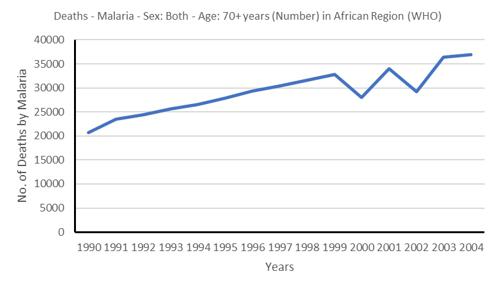 Deaths - Malaria - Sex: Both - Age: 70+ years (Number) in African Region (WHO)
40000
35000
30000
25000
20000
15000
10000
5000
0
No. of Deaths by Malaria
1990 1991 1992 1993 1994 1995 1996 1997 1998 1999 2000 2001 2002 2003 2004
Years